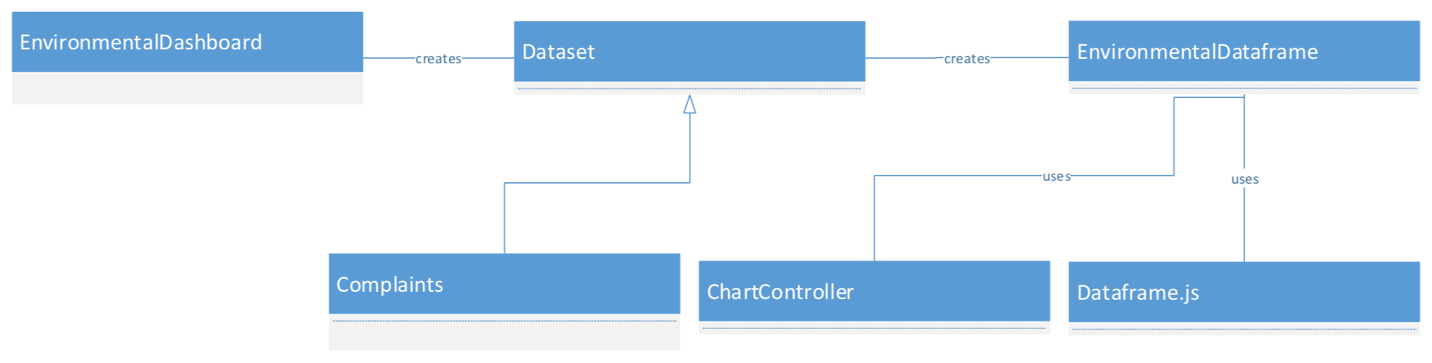 EnvironmentalDashboard
creates
Dataset
creates
EnvironmentalDataframe
uses
uses
Complaints
ChartController
Dataframe.js